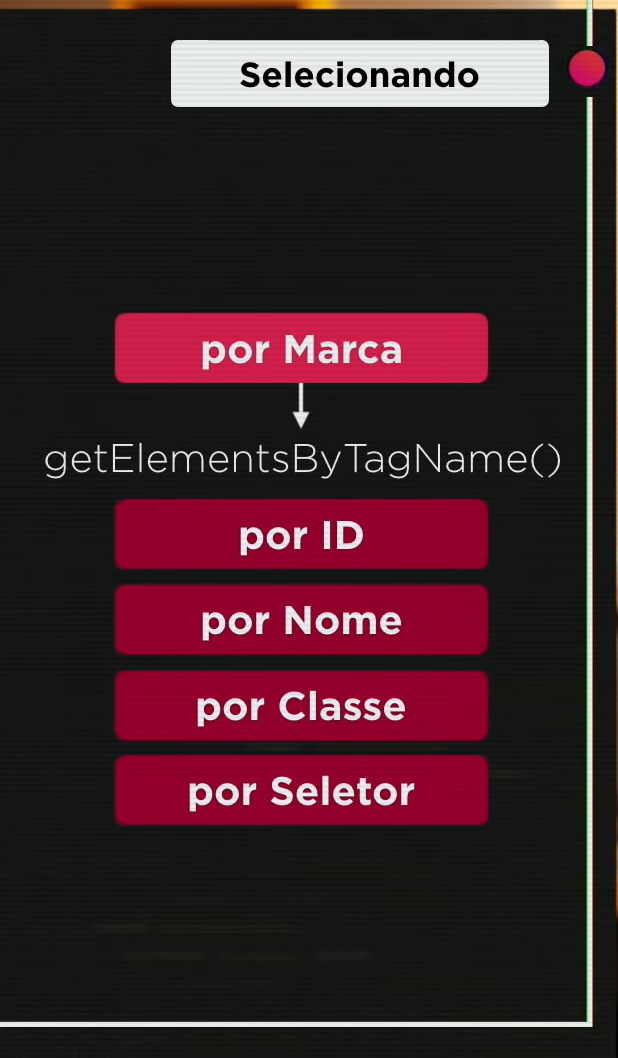 Selecionando
por Marca
getElementsByTagName()
por ID
por Nome
por Classe
por Seletor